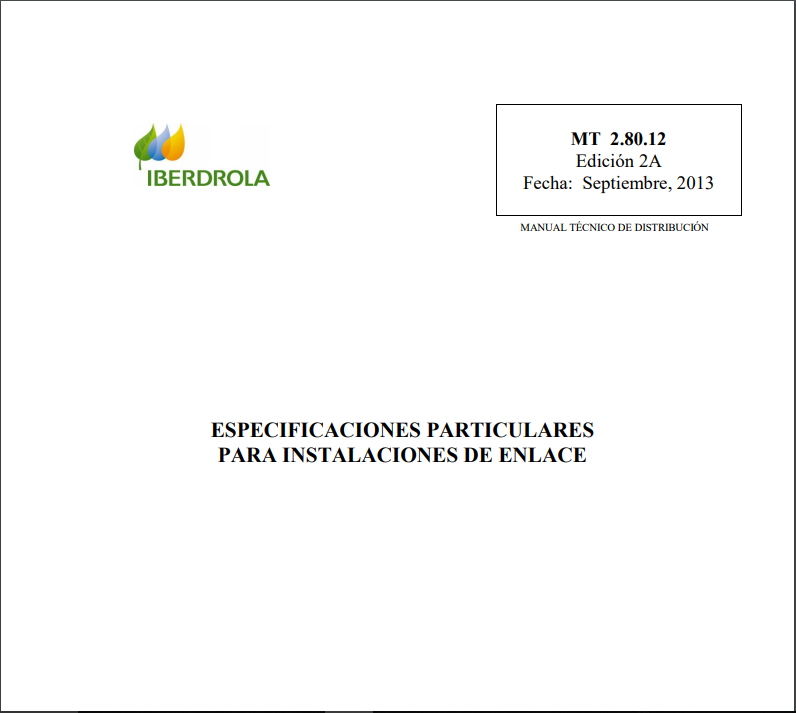 IBERDROLA
MT 2.80.12
Edición 2A
Fecha: Septiembre, 2013
MANUAL TÉCNICO DE DISTRIBUCIÓN
ESPECIFICACIONES PARTICULARES
PARA INSTALACIONES DE ENLACE